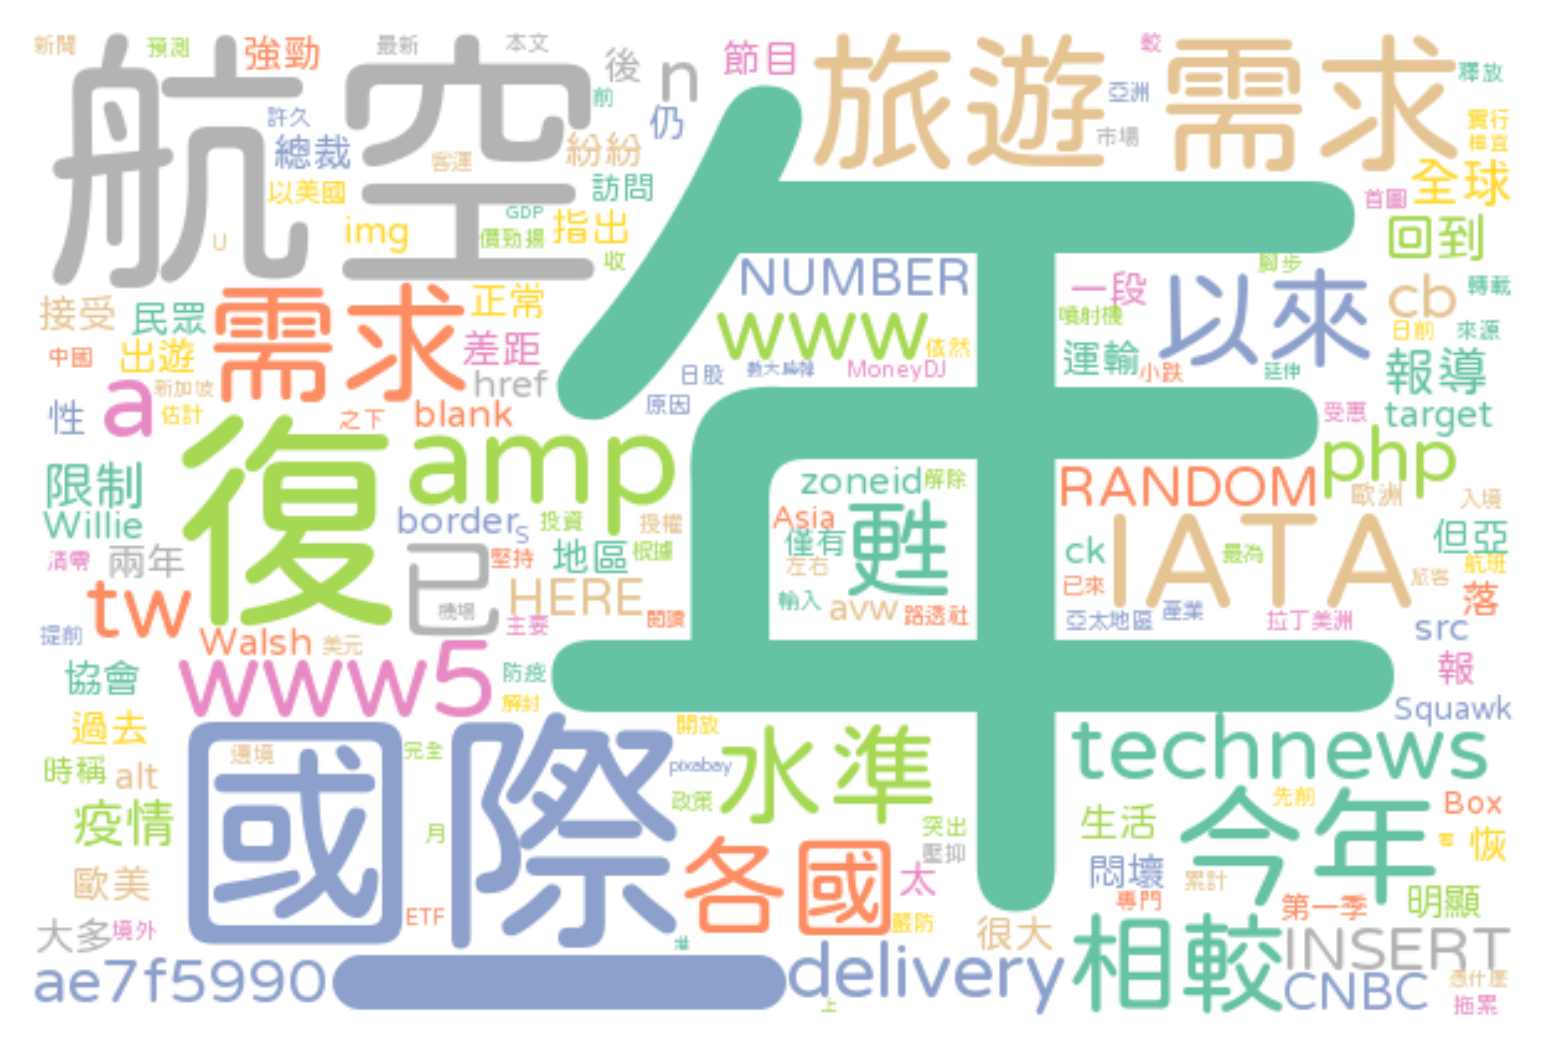 新聞 預測 強勁 最新 本文 後 n 節目 旅遊 需求 較 釋放
航空 許久 前 仍 亞洲 市場 實行
總裁 客運 紛紛 訪問 全球
以美國 GDP 指出 首圖 回到
U img 價勁揚 收 年 腳步
接受 民眾 需求 正常 NUMBER 一段 以來 cb 轉載
中國 出遊 差距 www 依然 噴射機 日前 來源
a 新加坡 href 日股 MoneyDJ 運輸 小跌 延伸 報導
性 估計 之下 blank 原因 受惠 target
限制 復 amp zoneid 解除 RANDOM php 歐洲 入境
Willie border s 投資 授權 Asia 僅有 甦 IATA 但亞
清零 兩年 已 堅持 地區 根據 左右 ck 最為 航班
tw 機場 HERE 輸入 avw 路透社 已來 旅客 落
提前 Walsh 美元 主要 閱讀 亞太地區 產業 拉丁美洲 src
協會 www5 防疫 報
過去 解封 開放 Squawk
時稱 alt 國際 邊境 完全 pixabay 水準 technews
疫情 月 政策 突出 壓抑 生活 今年 先前 Box 恢
歐美 各國 太 悶壞 累計 專門 第一季 明顯
大多 境外 ETF 嚴防 很大 相較 INSERT
ae7f5990 一 delivery 上 CNBC 憑什麼 拖累